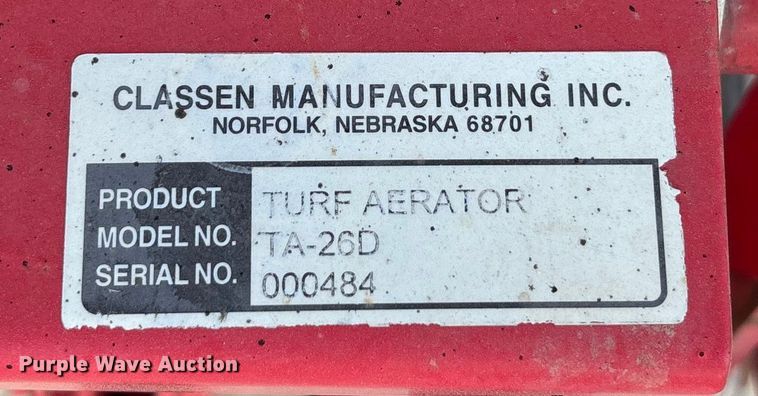 CLASSEN MANUFACTURING INC.
NORFOLK, NEBRASKA 68701
PRODUCT TURF AERATOR
MODEL NO. TA-26D
SERIAL NO. 000484
Purple Wave Auction